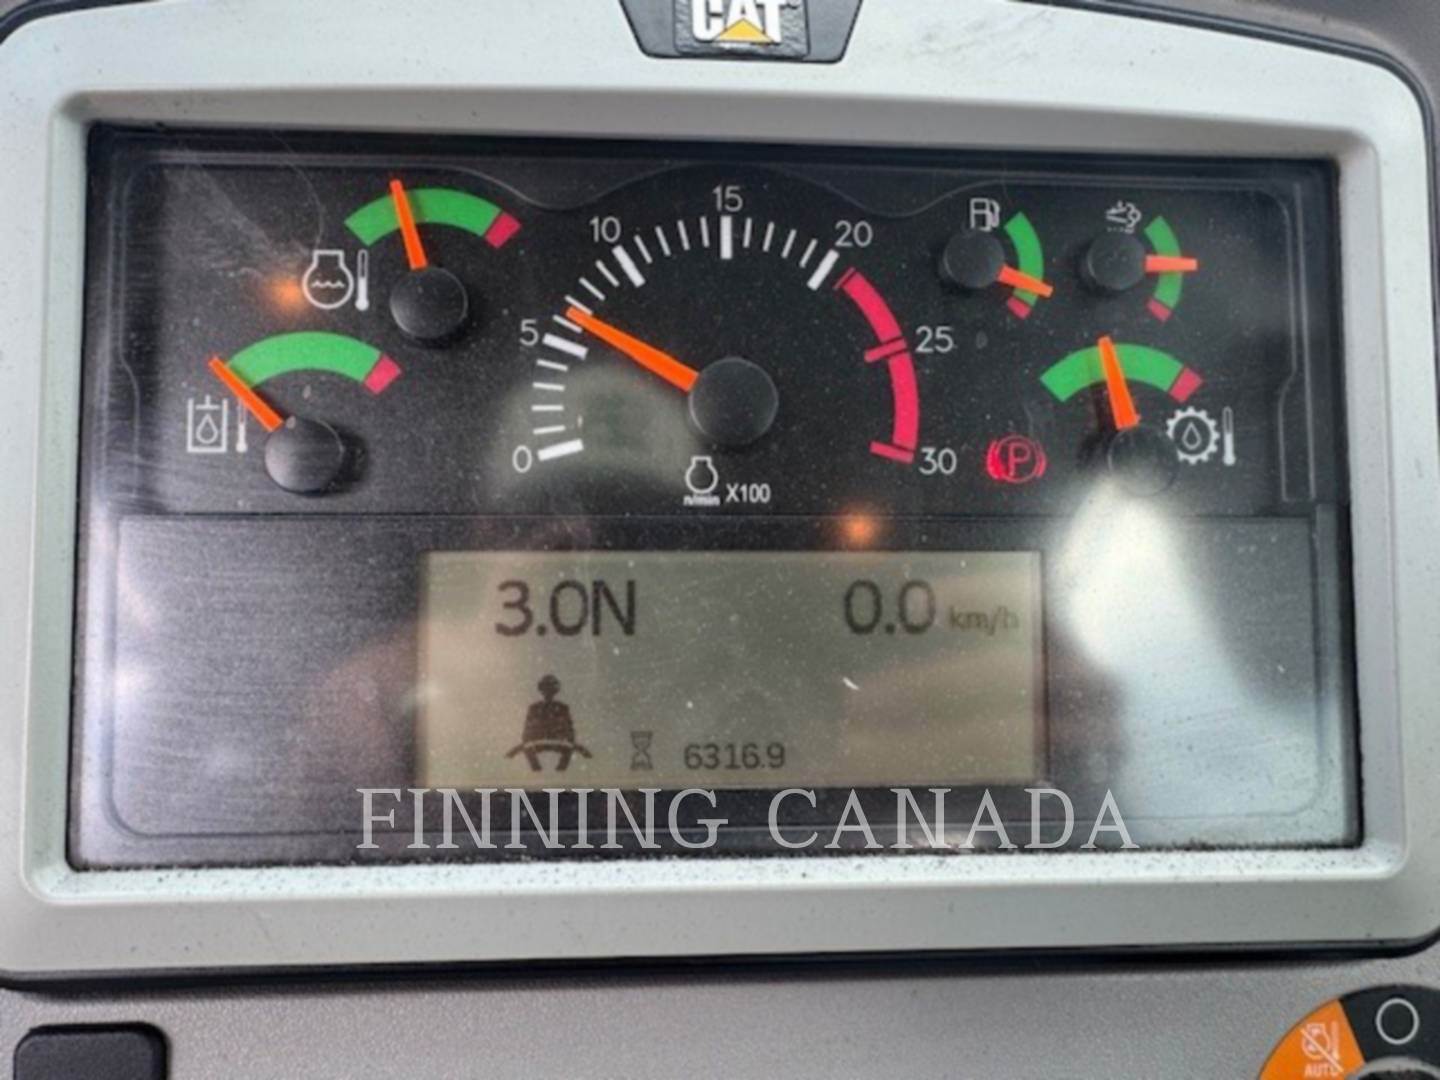 CAT
15
10
20
5
25
0
30
n/min X100
P
3.0N
0.0 km/h
6316.9
FINNING CANADA
AUTO